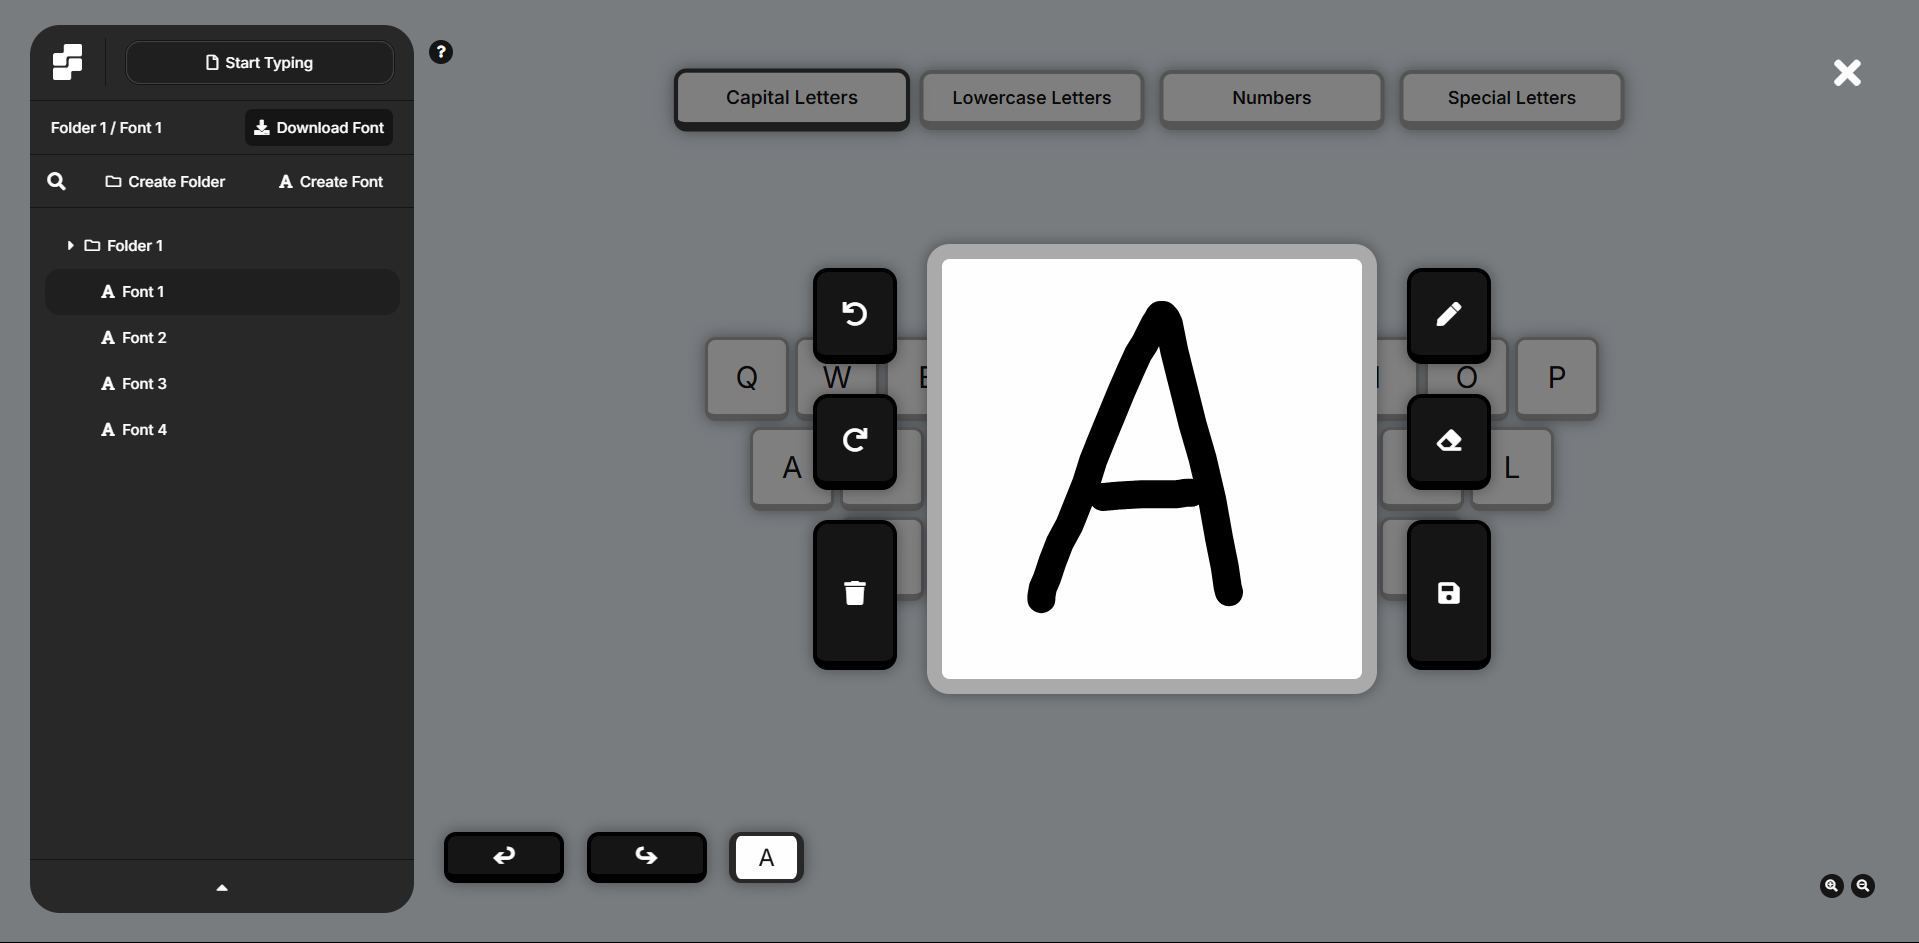 Start Typing
?
Capital Letters Lowercase Letters Numbers Special Letters
Folder 1 / Font 1 Download Font
Create Folder A Create Font
Folder 1
A Font 1
A Font 2
A Font 3
A Font 4
Q W E O P
A L
A
A